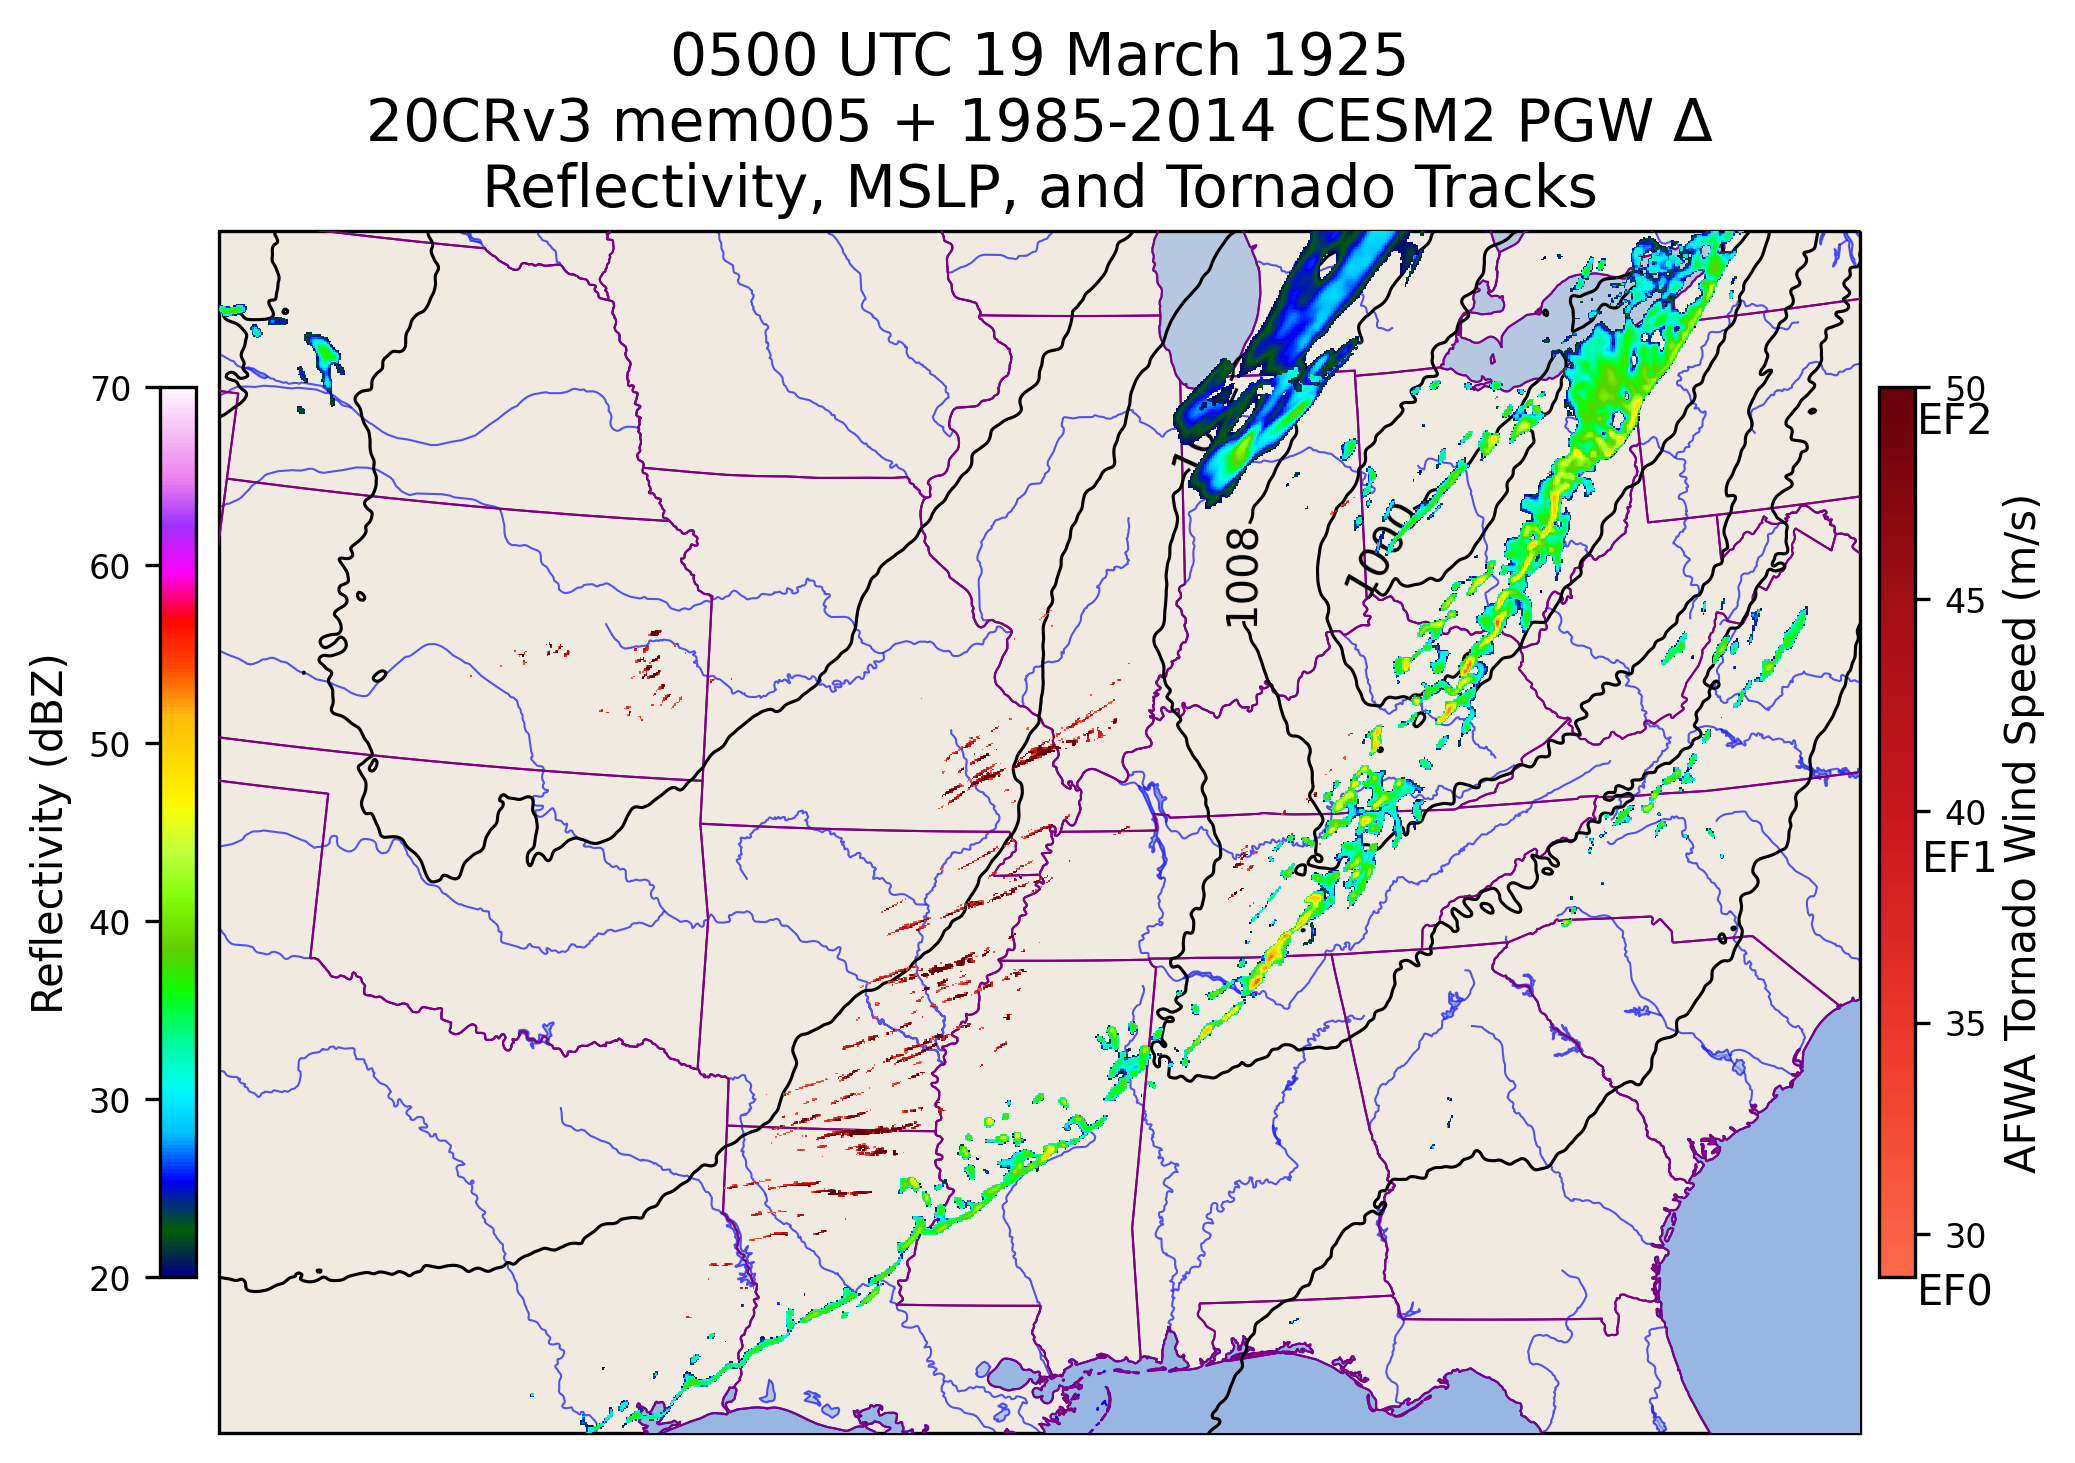 0500 UTC 19 March 1925
20CRv3 mem005 + 1985-2014 CESM2 PGW Δ
Reflectivity, MSLP, and Tornado Tracks
Reflectivity (dBZ)
70
60
50
40
30
20
1008
1000
50
EF2
45
40
EF1
35
30
EF0
AFWA Tornado Wind Speed (m/s)